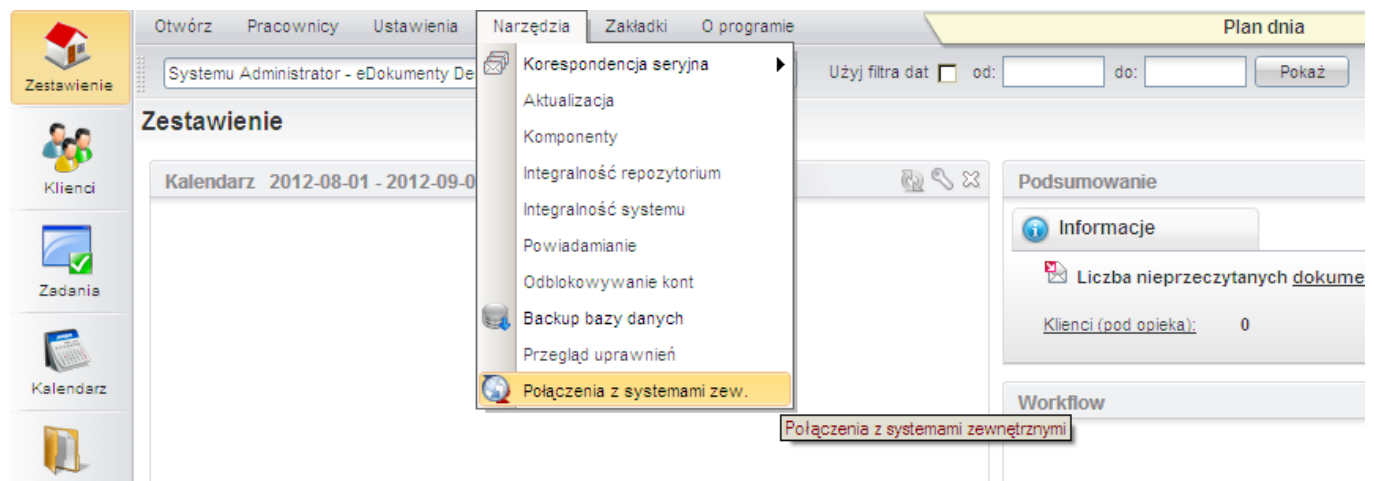 Otwórz Pracownicy Ustawienia Narzędzia Zakładki O programie Plan dnia
Systemu Administrator - eDokumenty De Użyj filtra dat od: do: Pokaż
Zestawienie
Klienci
Zadania
Kalendarz
Korespondencja seryjna
Aktualizacja
Komponenty
Integralność repozytorium
Integralność systemu
Powiadamianie
Odblokowywanie kont
Backup bazy danych
Przegląd uprawnień
Połączenia z systemami zew.
Połączenia z systemami zewnętrznymi
Zestawienie
Kalendarz 2012-08-01 - 2012-09-0
Podsumowanie
Informacje
Liczba nieprzeczytanych dokume
Klienci (pod opieka): 0
Workflow